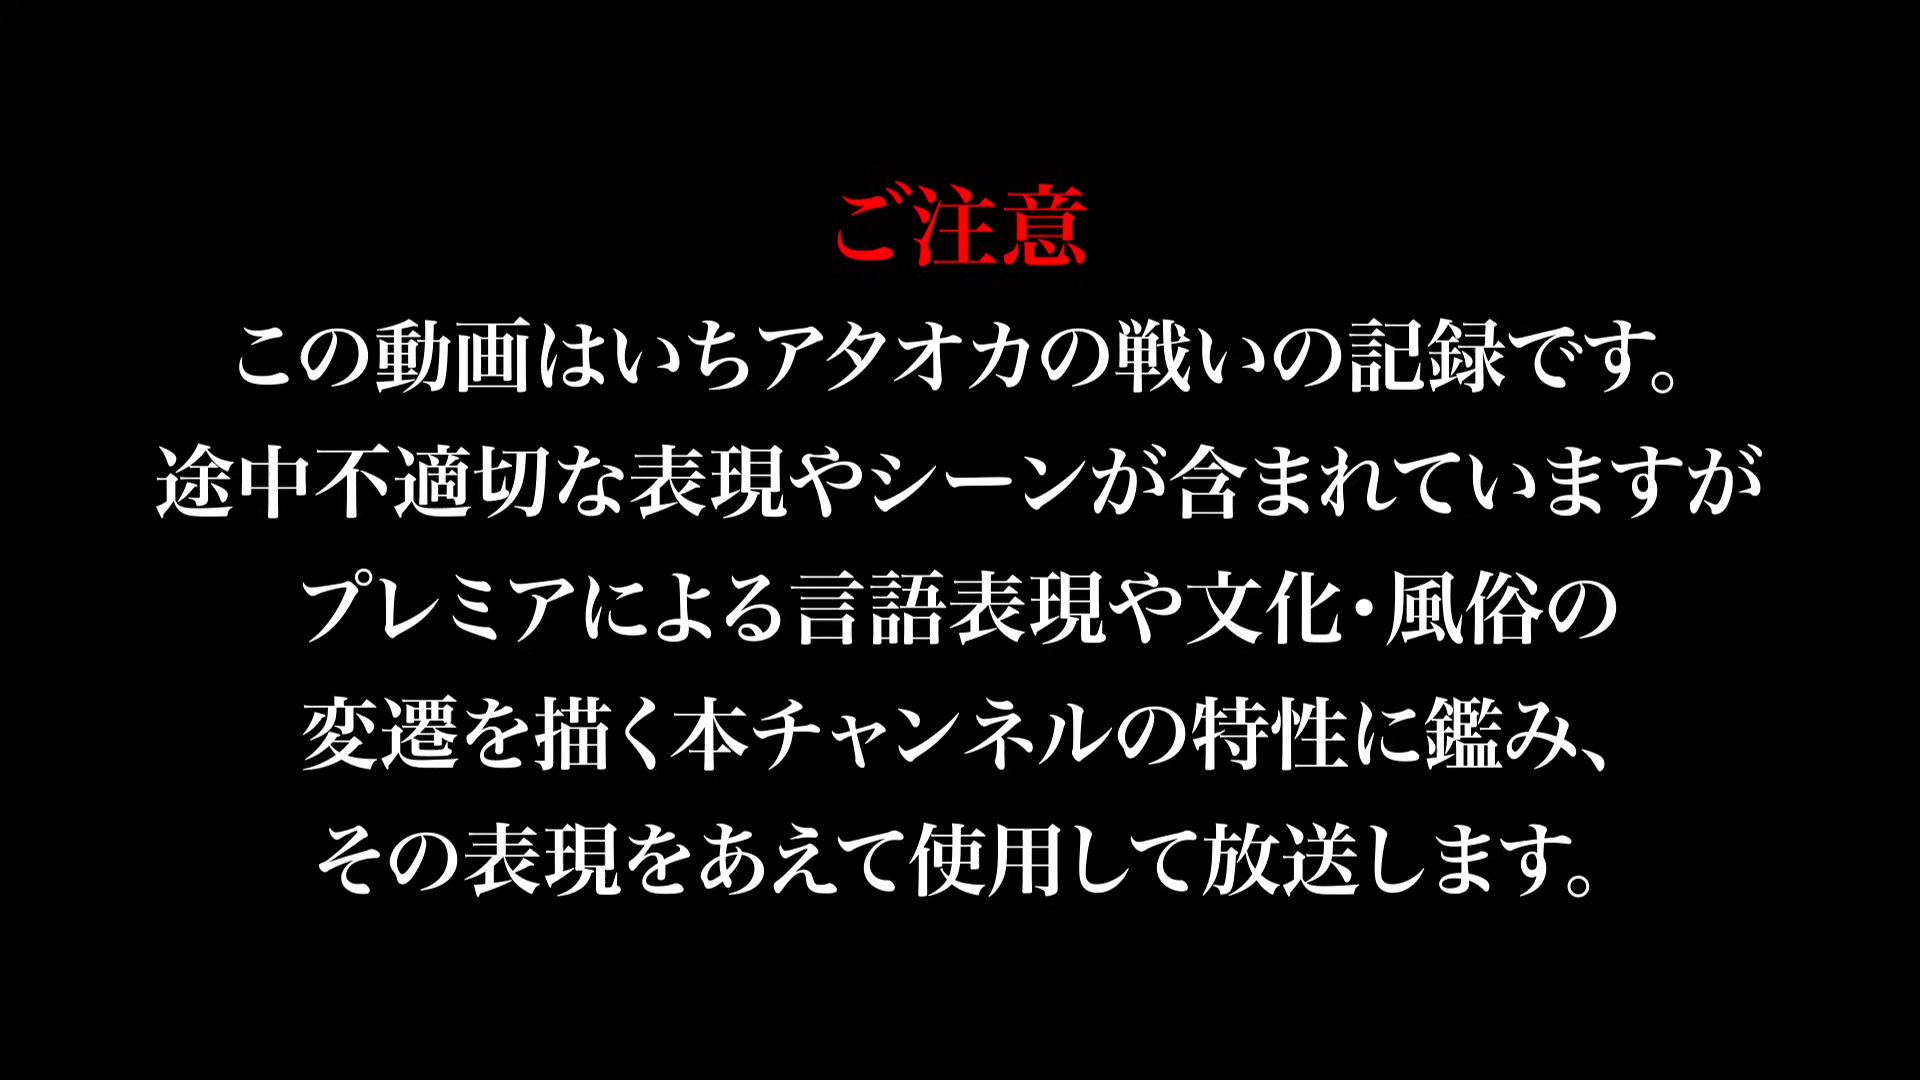 ご注意
この動画はいちアタオカの戦いの記録です。
途中不適切な表現やシーンが含まれていますが
プレミアによる言語表現や文化・風俗の
変遷を描く本チャンネルの特性に鑑み、
その表現をあえて使用して放送します。